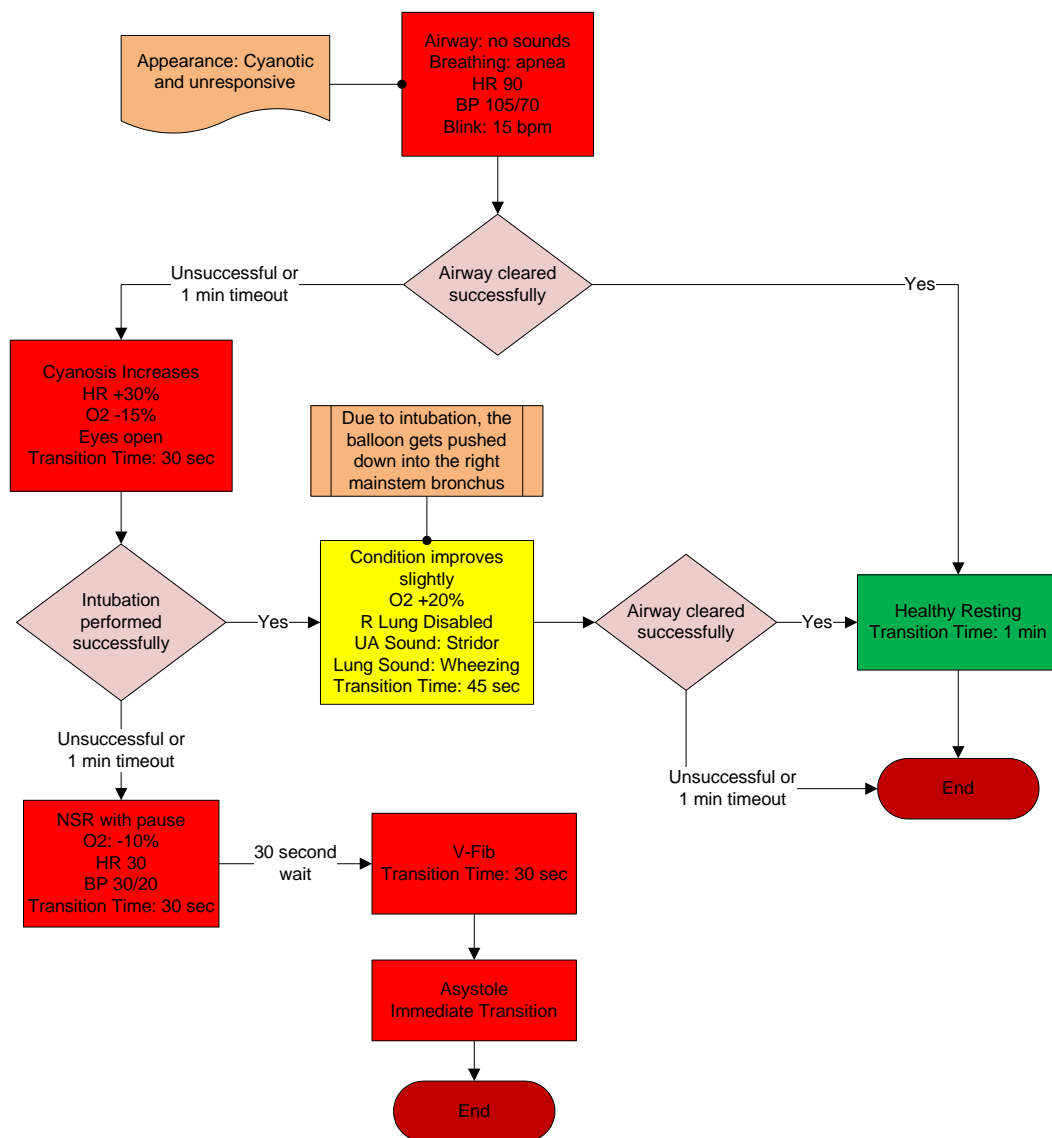 Appearance: Cyanotic
and unresponsive
Airway: no sounds
Breathing: apnea
HR 90
BP 105/70
Blink: 15 bpm
Airway cleared
successfully
Unsuccessful or
1 min timeout
Yes
Cyanosis Increases
HR +30%
O2 -15%
Eyes open
Transition Time: 30 sec
Due to intubation, the
balloon gets pushed
down into the right
mainstem bronchus
Intubation
performed
successfully
Yes
Condition improves
slightly
O2 +20%
R Lung Disabled
UA Sound: Stridor
Lung Sound: Wheezing
Transition Time: 45 sec
Airway cleared
successfully
Yes
Healthy Resting
Transition Time: 1 min
Unsuccessful or
1 min timeout
Unsuccessful or
1 min timeout
End
NSR with pause
O2: -10%
HR 30
BP 30/20
Transition Time: 30 sec
30 second
wait
V-Fib
Transition Time: 30 sec
Asystole
Immediate Transition
End